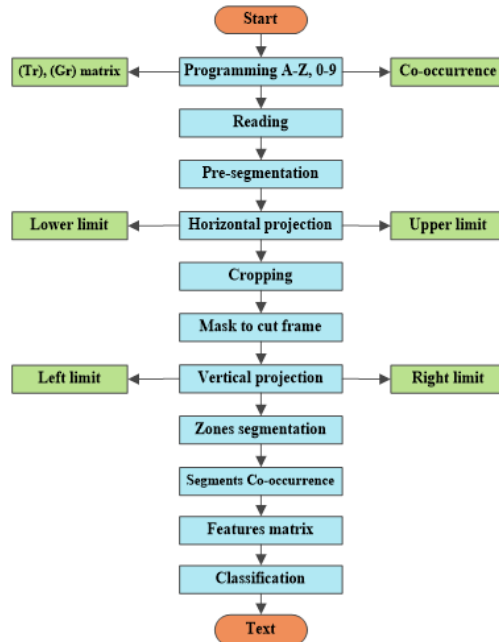 Start
(Tr), (Gr) matrix
Programming A-Z, 0-9
Co-occurrence
Reading
Pre-segmentation
Lower limit
Horizontal projection
Upper limit
Cropping
Mask to cut frame
Left limit
Vertical projection
Right limit
Zones segmentation
Segments Co-occurrence
Features matrix
Classification
Text